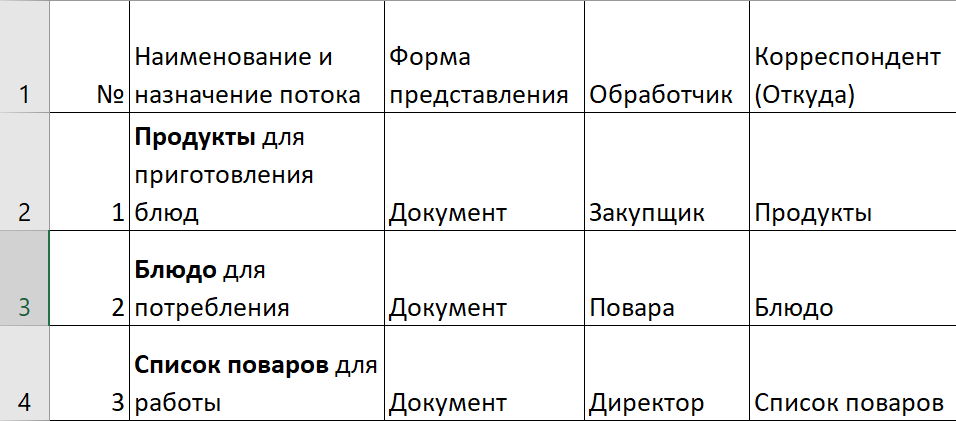 1 № Наименование и назначение потока Форма представления Обработчик Корреспондент (Откуда)
2 1 Продукты для приготовления блюд Документ Закупщик Продукты
3 2 Блюдо для потребления Документ Повара Блюдо
4 3 Список поваров для работы Документ Директор Список поваров